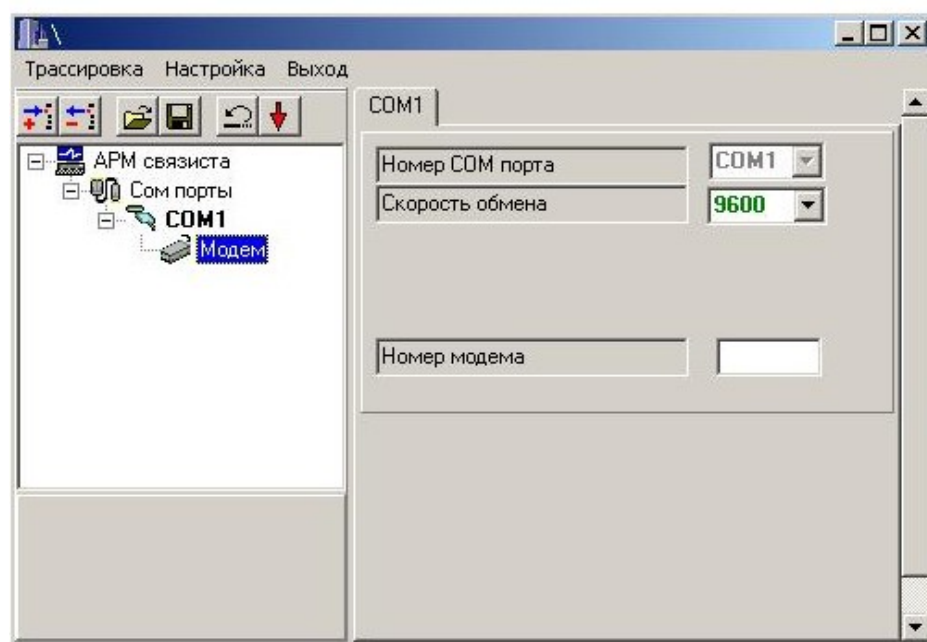 \
Трассировка Настройка Выход
COM1
АРМ связиста
Сом порты
COM1
Модем
Номер COM порта COM1
Скорость обмена 9600
Номер модема